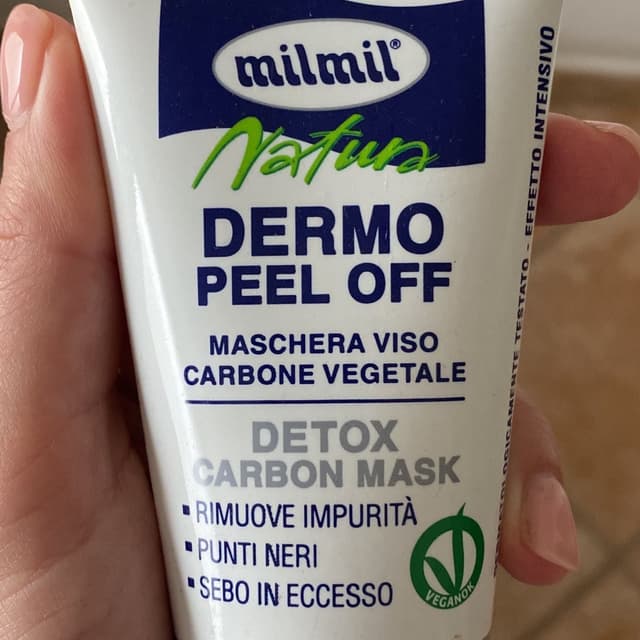 milmil®
Natura
DERMO
PEEL OFF
MASCHERA VISO
CARBONE VEGETALE
DETOX
CARBON MASK
▪ RIMUOVE IMPURITÀ
▪ PUNTI NERI
▪ SEBO IN ECCESSO
VEGANOK
TESTATO - EFFETTO INTENSIVO